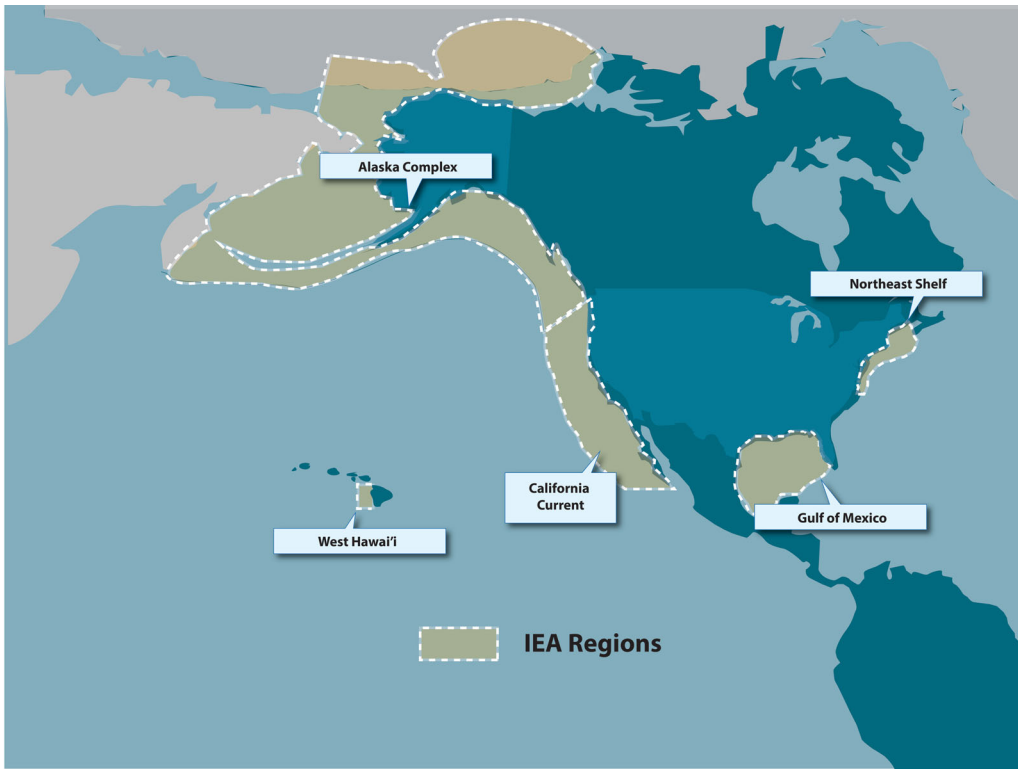 Alaska Complex
Northeast Shelf
California
Current
Gulf of Mexico
West Hawai‘i
IEA Regions